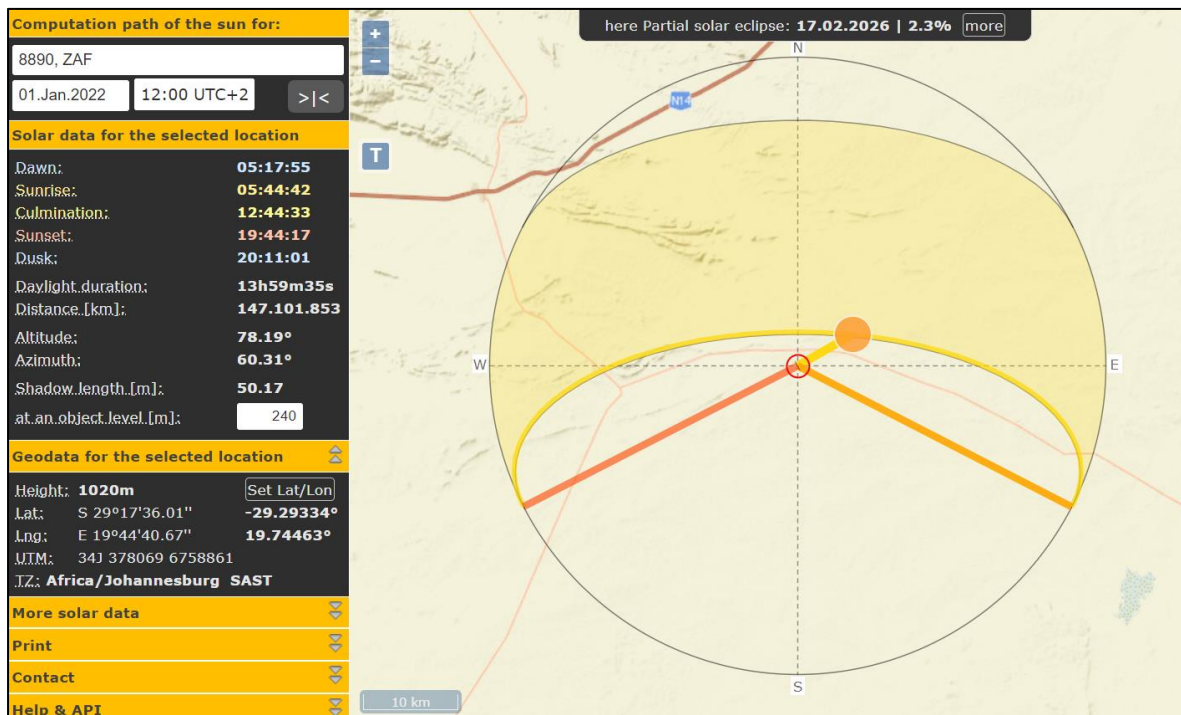 Computation path of the sun for:
8890, ZAF
01.Jan.2022 12:00 UTC+2 >|<
Solar data for the selected location
Dawn: 05:17:55
Sunrise: 05:44:42
Culmination: 12:44:33
Sunset: 19:44:17
Dusk: 20:11:01
Daylight duration: 13h59m35s
Distance [km]: 147.101.853
Altitude: 78.19°
Azimuth: 60.31°
Shadow length [m]: 50.17
at an object level [m]: 240
Geodata for the selected location
Height: 1020m Set Lat/Lon
Lat: S 29°17'36.01'' -29.29334°
Lng: E 19°44'40.67'' 19.74463°
UTM: 34J 378069 6758861
TZ: Africa/Johannesburg SAST
More solar data
Print
Contact
Help & API
+
−
T
here Partial solar eclipse: 17.02.2026 | 2.3% more
N
N14
W
E
S
10 km